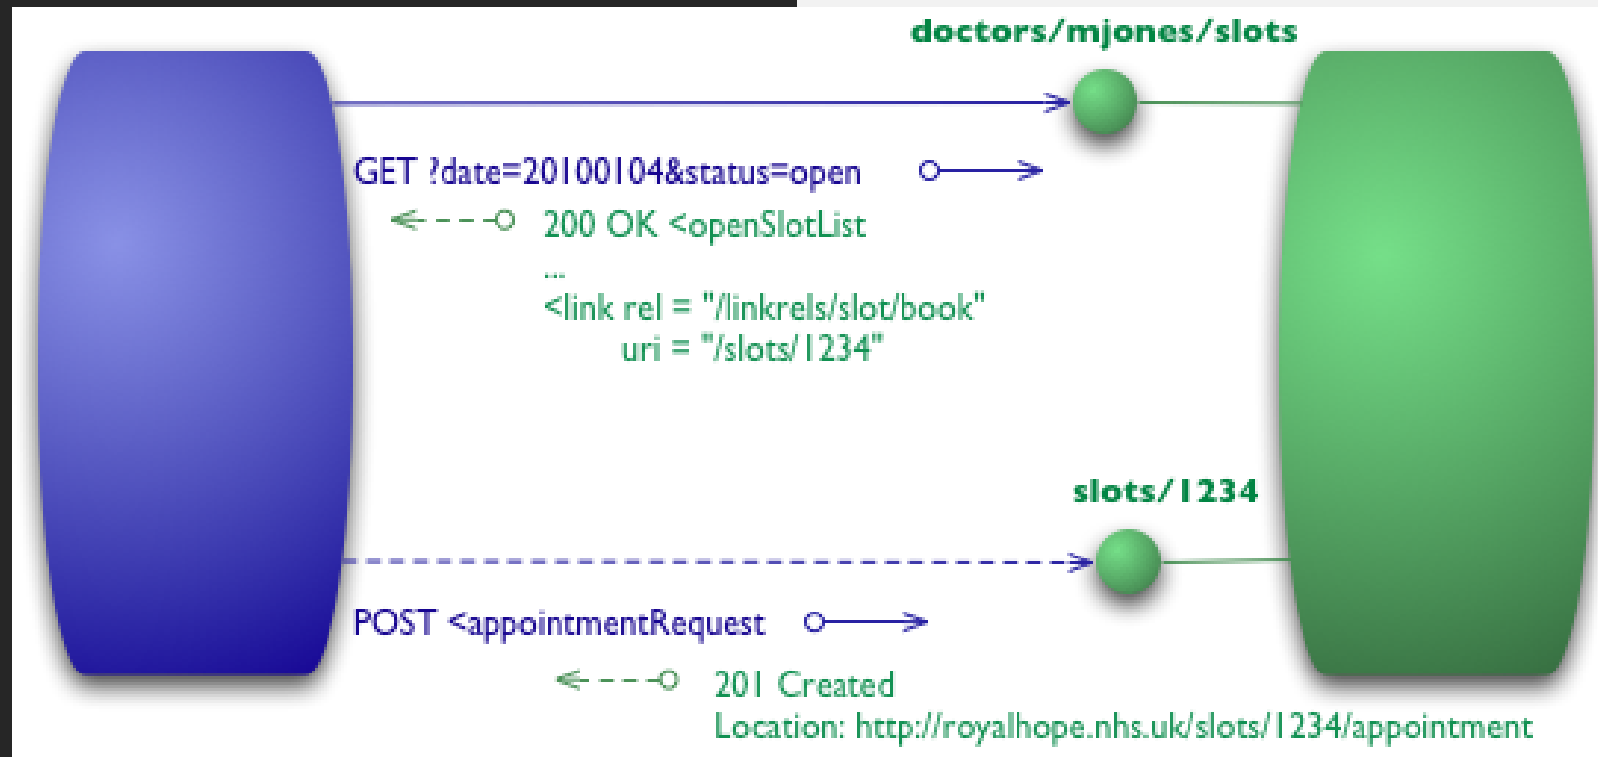 doctors/mjones/slots
GET ?date=20100104&status=open
200 OK <openSlotList
...
<link rel = "/linkrels/slot/book"
uri = "/slots/1234"
slots/1234
POST <appointmentRequest
201 Created
Location: http://royalhope.nhs.uk/slots/1234/appointment